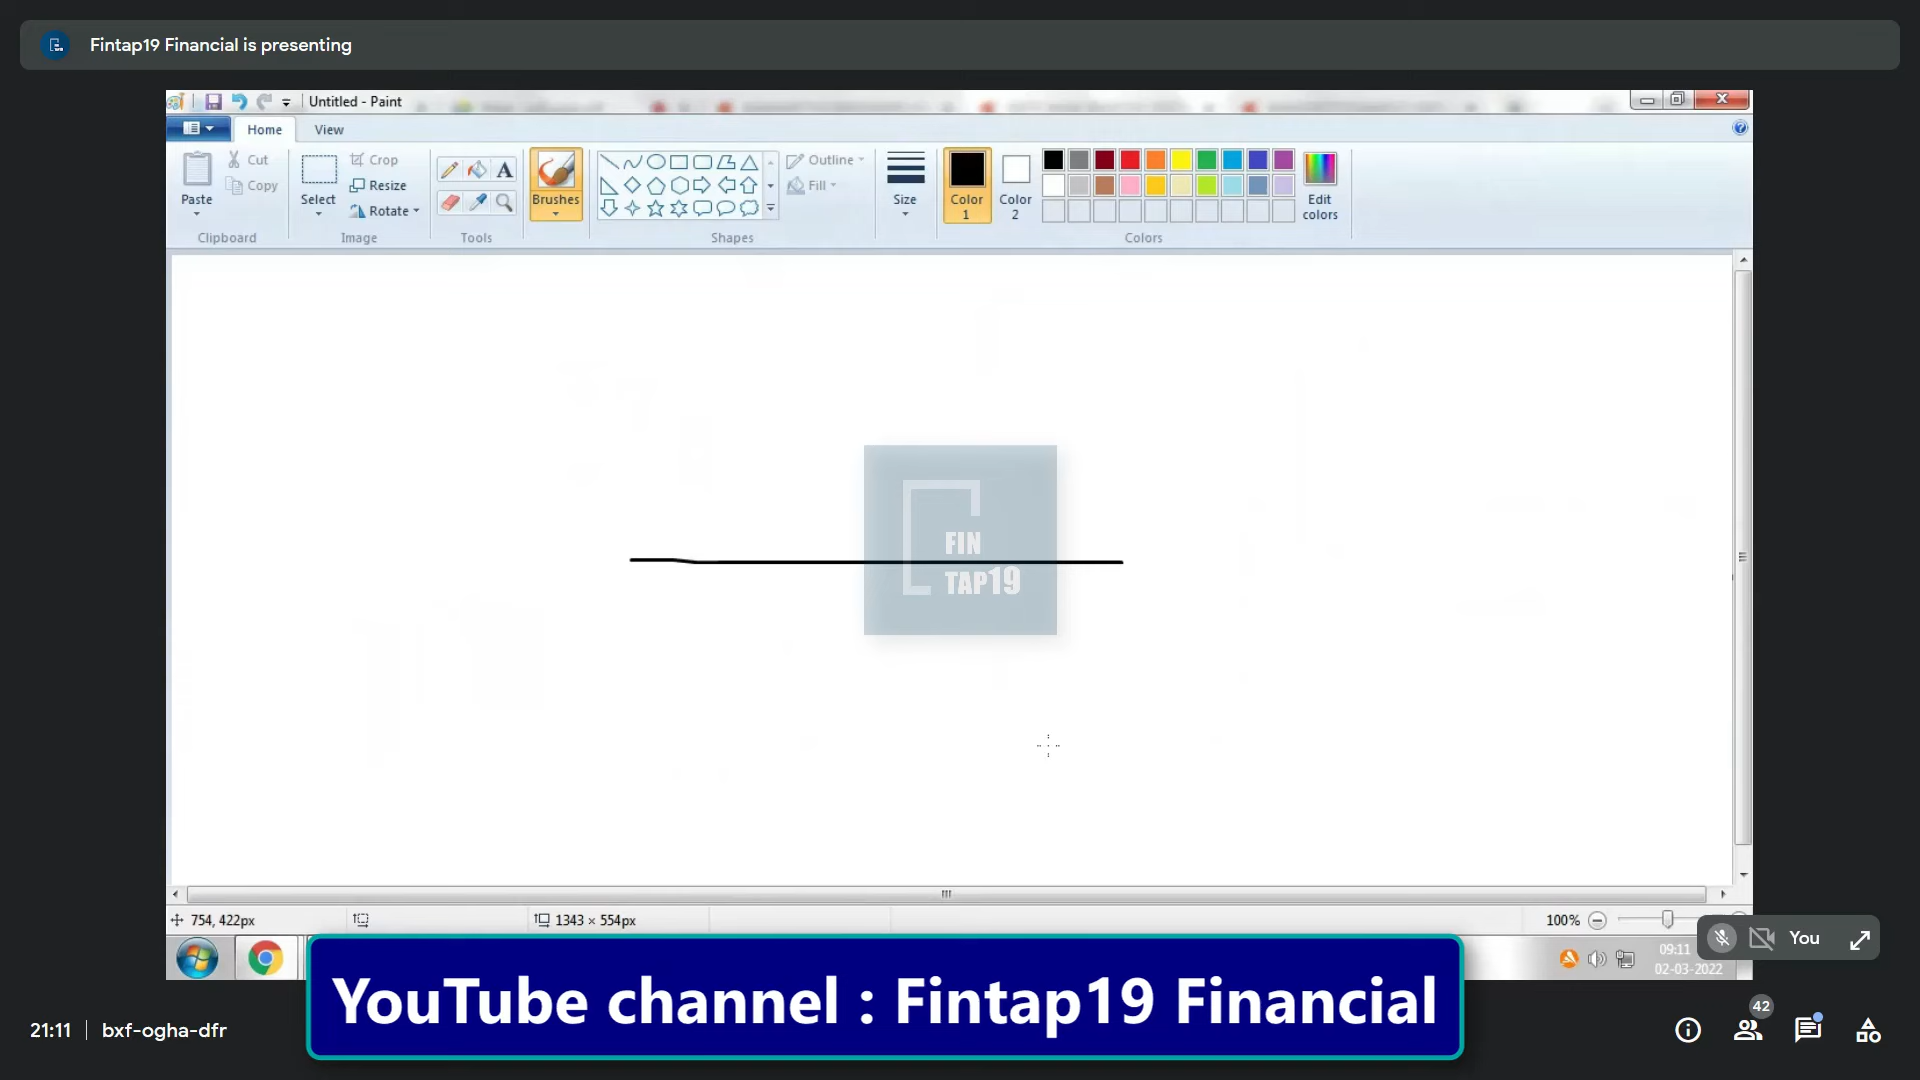 Fintap19 Financial is presenting
Untitled - Paint
Home View
Paste
Cut
Copy
Clipboard
Select
Crop
Resize
Rotate
Image
A
Tools
Brushes
Outline
Fill
Shapes
Size
Color
1
Color
2
Edit
colors
Colors
FIN
TAP19
754, 422px
1343 × 554px
100%
09:11
02-03-2022
You
YouTube channel : Fintap19 Financial
21:11 bxf-ogha-dfr
42